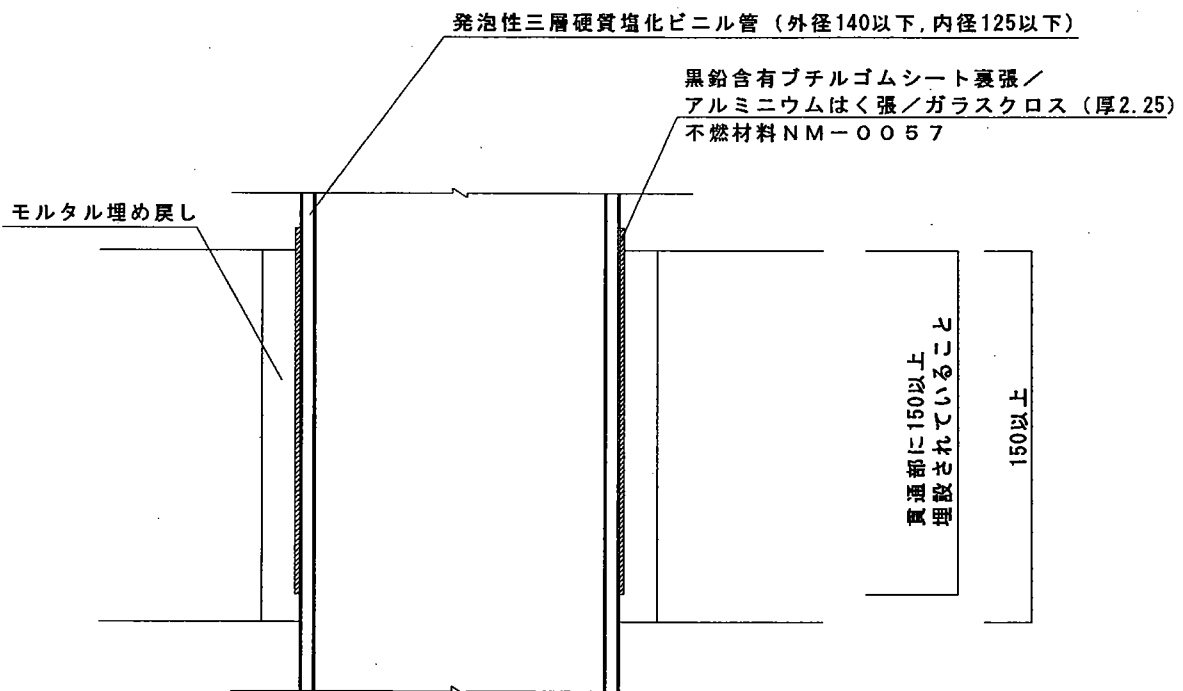 発泡性三層硬質塩化ビニル管 (外径140以下,内径125以下)
黒鉛含有ブチルゴムシート裏張/
アルミニウムはく張/ガラスクロス (厚2.25)
不燃材料NM-0057
モルタル埋め戻し
貫通部に150以上
埋設されていること
150以上